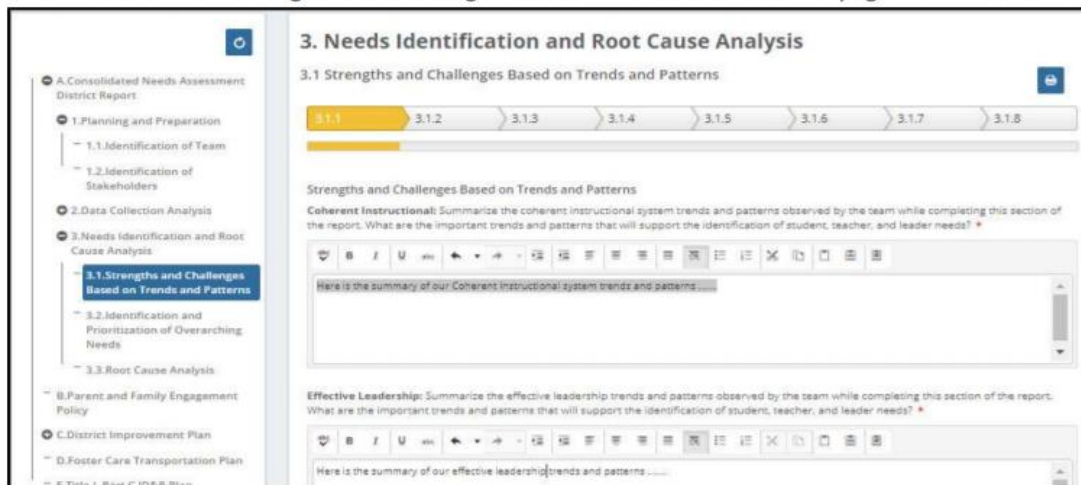 A.Consolidated Needs Assessment
District Report
1.Planning and Preparation
1.1.Identification of Team
1.2.Identification of
Stakeholders
2.Data Collection Analysis
3.Needs Identification and Root
Cause Analysis
3.1.Strengths and Challenges
Based on Trends and Patterns
3.2.Identification and
Prioritization of Overarching
Needs
3.3.Root Cause Analysis
B.Parent and Family Engagement
Policy
C.District Improvement Plan
D.Foster Care Transportation Plan
3. Needs Identification and Root Cause Analysis
3.1 Strengths and Challenges Based on Trends and Patterns
3.1.1 3.1.2 3.1.3 3.1.4 3.1.5 3.1.6 3.1.7 3.1.8
Strengths and Challenges Based on Trends and Patterns
Coherent Instructional: Summarize the coherent instructional system trends and patterns observed by the team while completing this section of
the report. What are the important trends and patterns that will support the identification of student, teacher, and leader needs? *
B I U abc
Here is the summary of our Coherent Instructional system trends and patterns .......
Effective Leadership: Summarize the effective leadership trends and patterns observed by the team while completing this section of the report.
What are the important trends and patterns that will support the identification of student, teacher, and leader needs? *
B I U abc
Here is the summary of our effective leadership trends and patterns .......